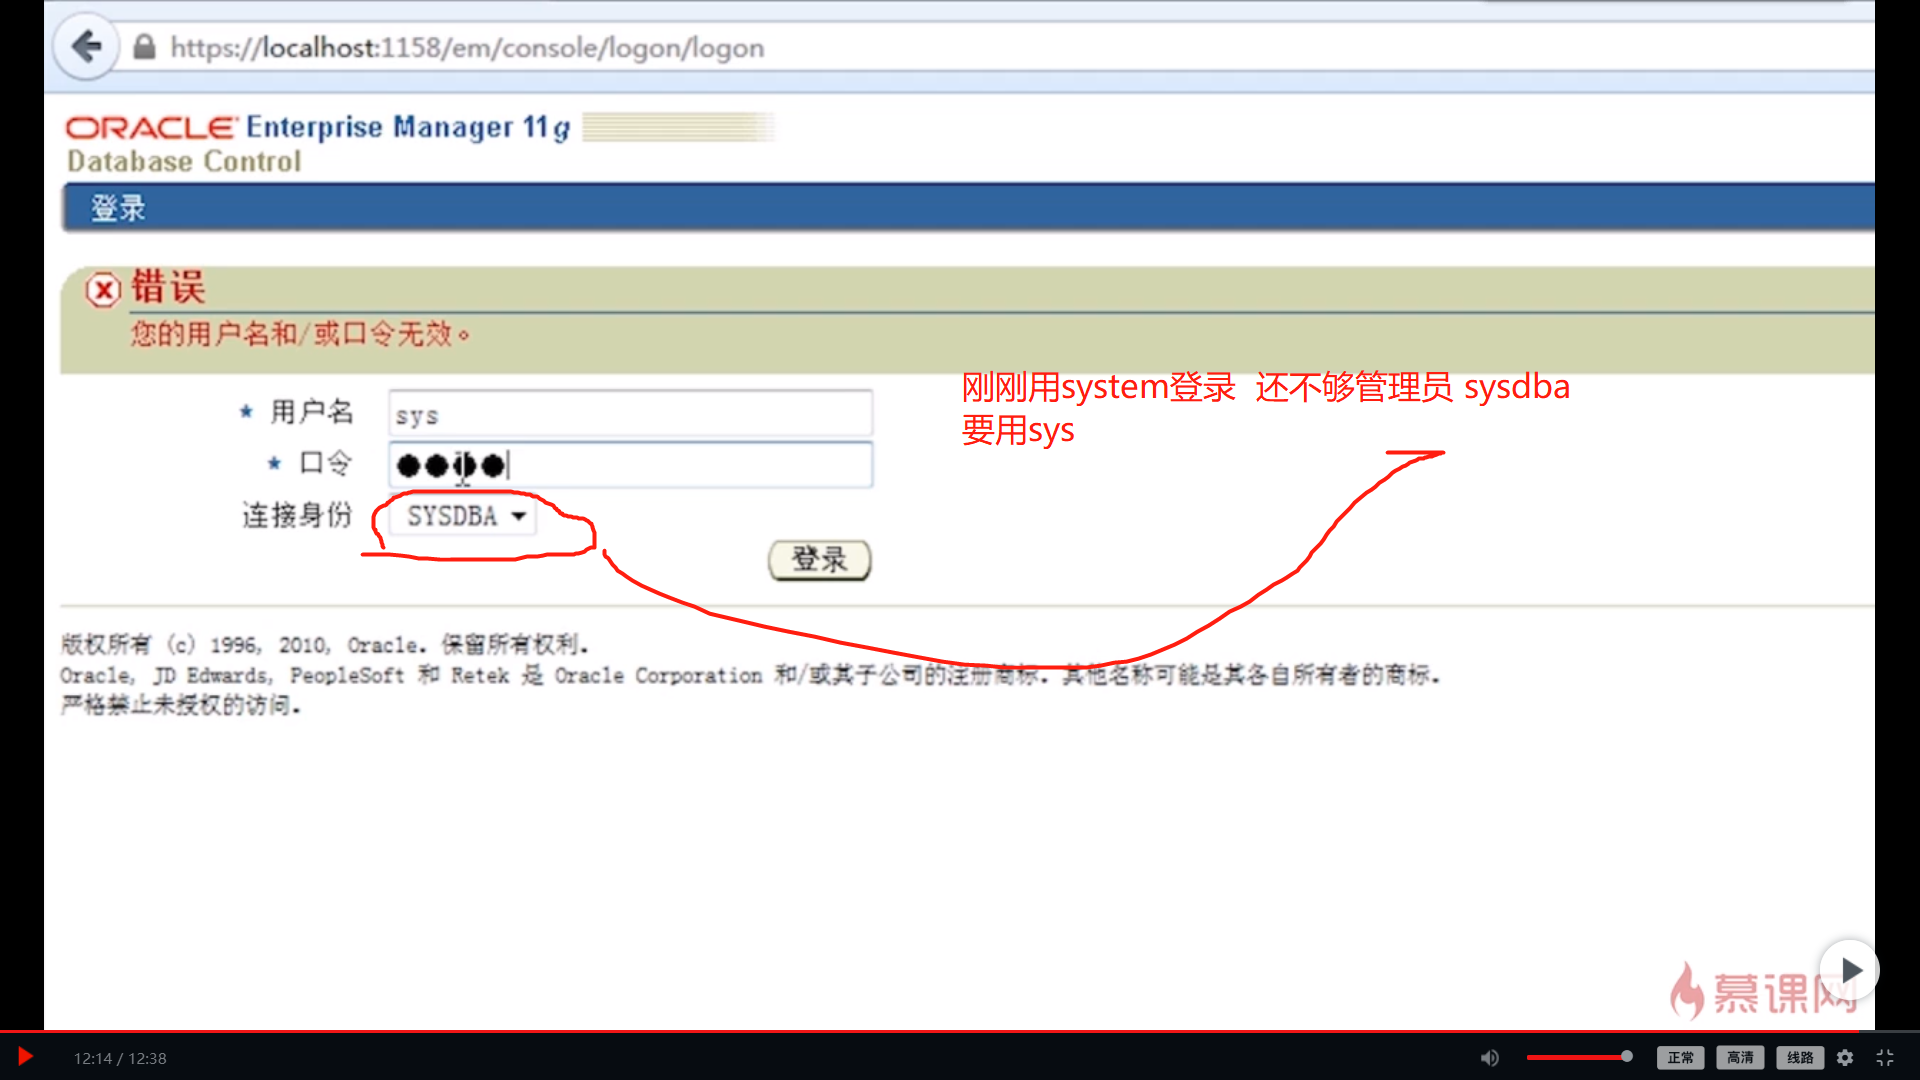 https://localhost:1158/em/console/logon/logon
ORACLE Enterprise Manager 11g
Database Control
登录
错误
您的用户名和/或口令无效。
刚刚用system登录 还不够管理员 sysdba
要用sys
* 用户名 sys
* 口令
连接身份 SYSDBA
登录
版权所有 (c) 1996, 2010, Oracle. 保留所有权利.
Oracle, JD Edwards, PeopleSoft 和 Retek 是 Oracle Corporation 和/或其子公司的注册商标. 其他名称可能是其各自所有者的商标.
严格禁止未授权的访问.
慕课网
12:14 / 12:38
正常 高清 线路